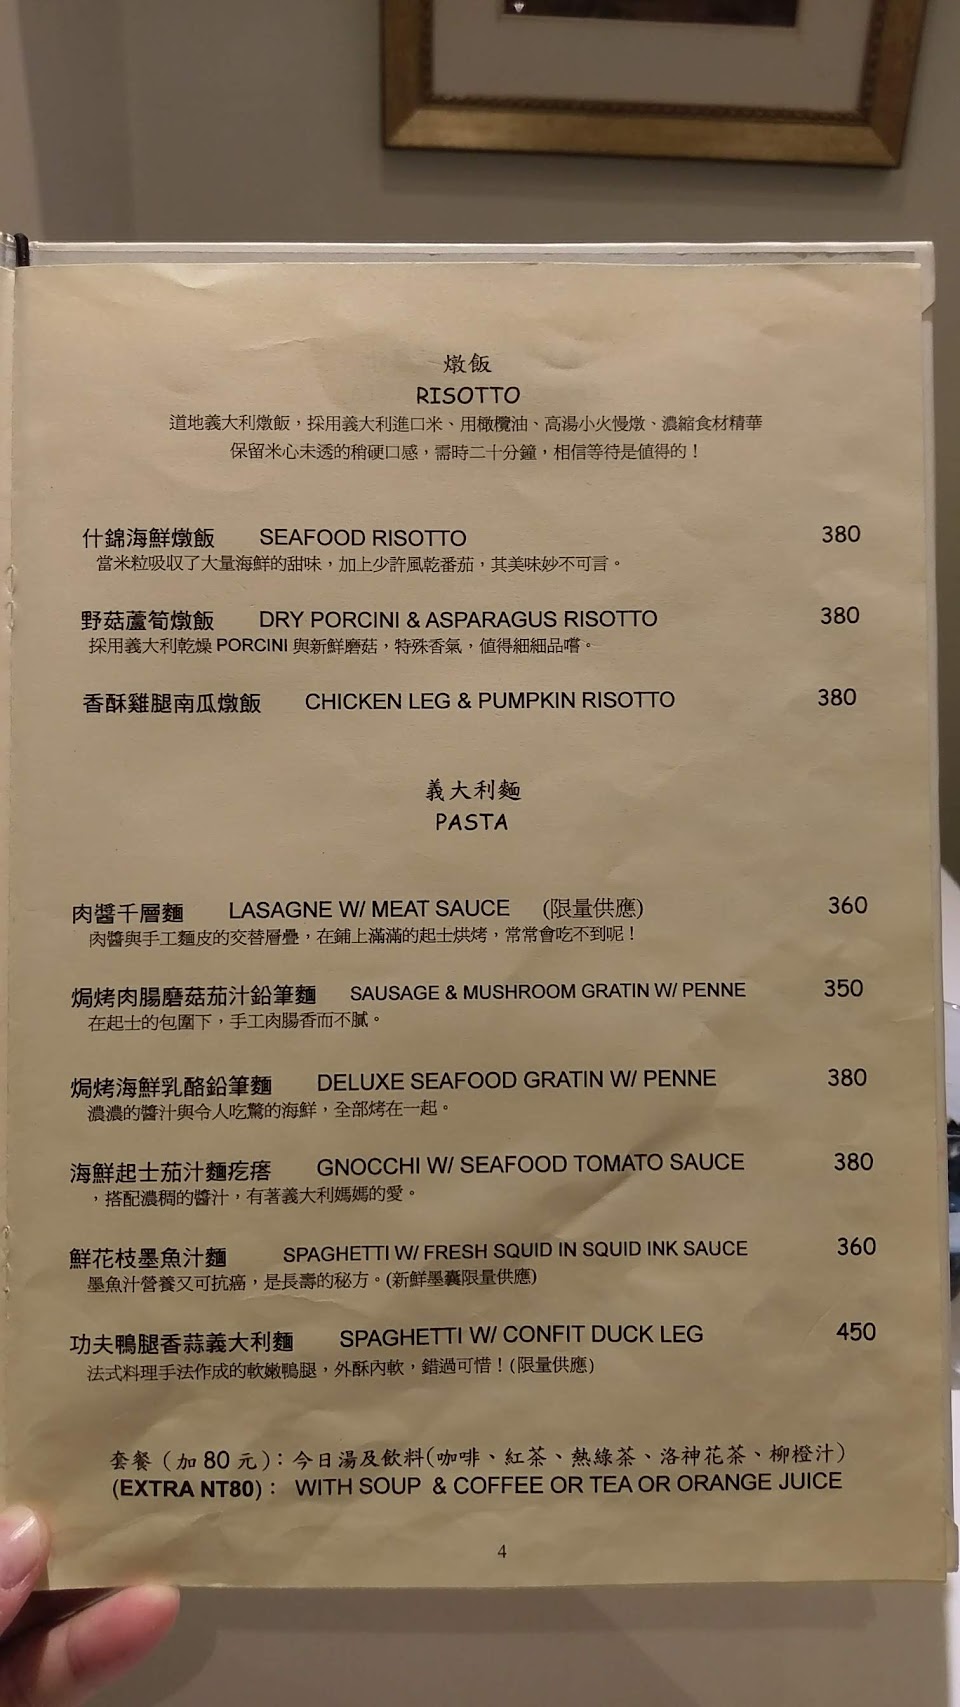 燉飯
RISOTTO
道地義大利燉飯，採用義大利進口米、用橄欖油、高湯小火慢燉、濃縮食材精華
保留米心未透的稍硬口感，需時二十分鐘，相信等待是值得的！
什錦海鮮燉飯 SEAFOOD RISOTTO 380
當米粒吸收了大量海鮮的甜味，加上少許風乾番茄，其美味妙不可言。
野菇蘆筍燉飯 DRY PORCINI & ASPARAGUS RISOTTO 380
採用義大利乾燥 PORCINI 與新鮮磨菇，特殊香氣，值得細細品嚐。
香酥雞腿南瓜燉飯 CHICKEN LEG & PUMPKIN RISOTTO 380
義大利麵
PASTA
肉醬千層麵 LASAGNE W/ MEAT SAUCE (限量供應) 360
肉醬與手工麵皮的交替層疊，在鋪上滿滿的起士烘烤，常常會吃不到呢！
焗烤肉腸磨菇茄汁鉛筆麵 SAUSAGE & MUSHROOM GRATIN W/ PENNE 350
在起士的包圍下，手工肉腸香而不膩。
焗烤海鮮乳酪鉛筆麵 DELUXE SEAFOOD GRATIN W/ PENNE 380
濃濃的醬汁與令人吃驚的海鮮，全部烤在一起。
海鮮起士茄汁麵疙瘩 GNOCCHI W/ SEAFOOD TOMATO SAUCE 380
，搭配濃稠的醬汁，有著義大利媽媽的愛。
鮮花枝墨魚汁麵 SPAGHETTI W/ FRESH SQUID IN SQUID INK SAUCE 360
墨魚汁營養又可抗癌，是長壽的秘方。(新鮮墨囊限量供應)
功夫鴨腿香蒜義大利麵 SPAGHETTI W/ CONFIT DUCK LEG 450
法式料理手法作成的軟嫩鴨腿，外酥內軟，錯過可惜！(限量供應)
套餐（加 80 元）：今日湯及飲料(咖啡、紅茶、熱綠茶、洛神花茶、柳橙汁)
(EXTRA NT80)： WITH SOUP & COFFEE OR TEA OR ORANGE JUICE
4